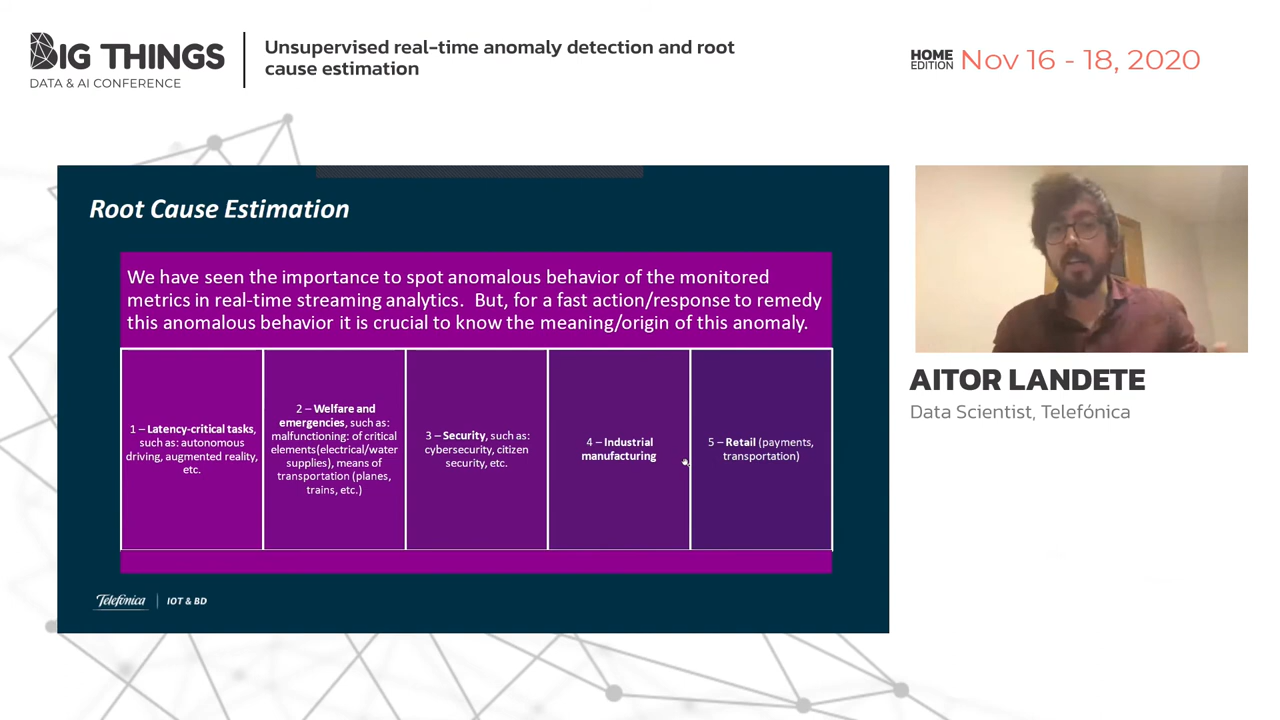 BIG THINGS
DATA & AI CONFERENCE
Unsupervised real-time anomaly detection and root
cause estimation
HOME
EDITION
Nov 16 - 18, 2020
Root Cause Estimation
We have seen the importance to spot anomalous behavior of the monitored
metrics in real-time streaming analytics. But, for a fast action/response to remedy
this anomalous behavior it is crucial to know the meaning/origin of this anomaly.
1 – Latency-critical tasks,
such as: autonomous
driving, augmented reality,
etc.
2 – Welfare and
emergencies, such as:
malfunctioning: of critical
elements(electrical/water
supplies), means of
transportation (planes,
trains, etc.)
3 – Security, such as:
cybersecurity, citizen
security, etc.
4 – Industrial
manufacturing
5 – Retail (payments,
transportation)
Telefónica
IOT & BD
AITOR LANDETE
Data Scientist, Telefónica